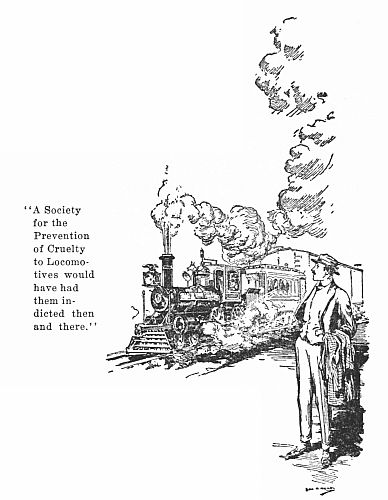 “A Society
for the
Prevention
of Cruelty
to Locomo-
tives would
have had
them in-
dicted then
and there.”